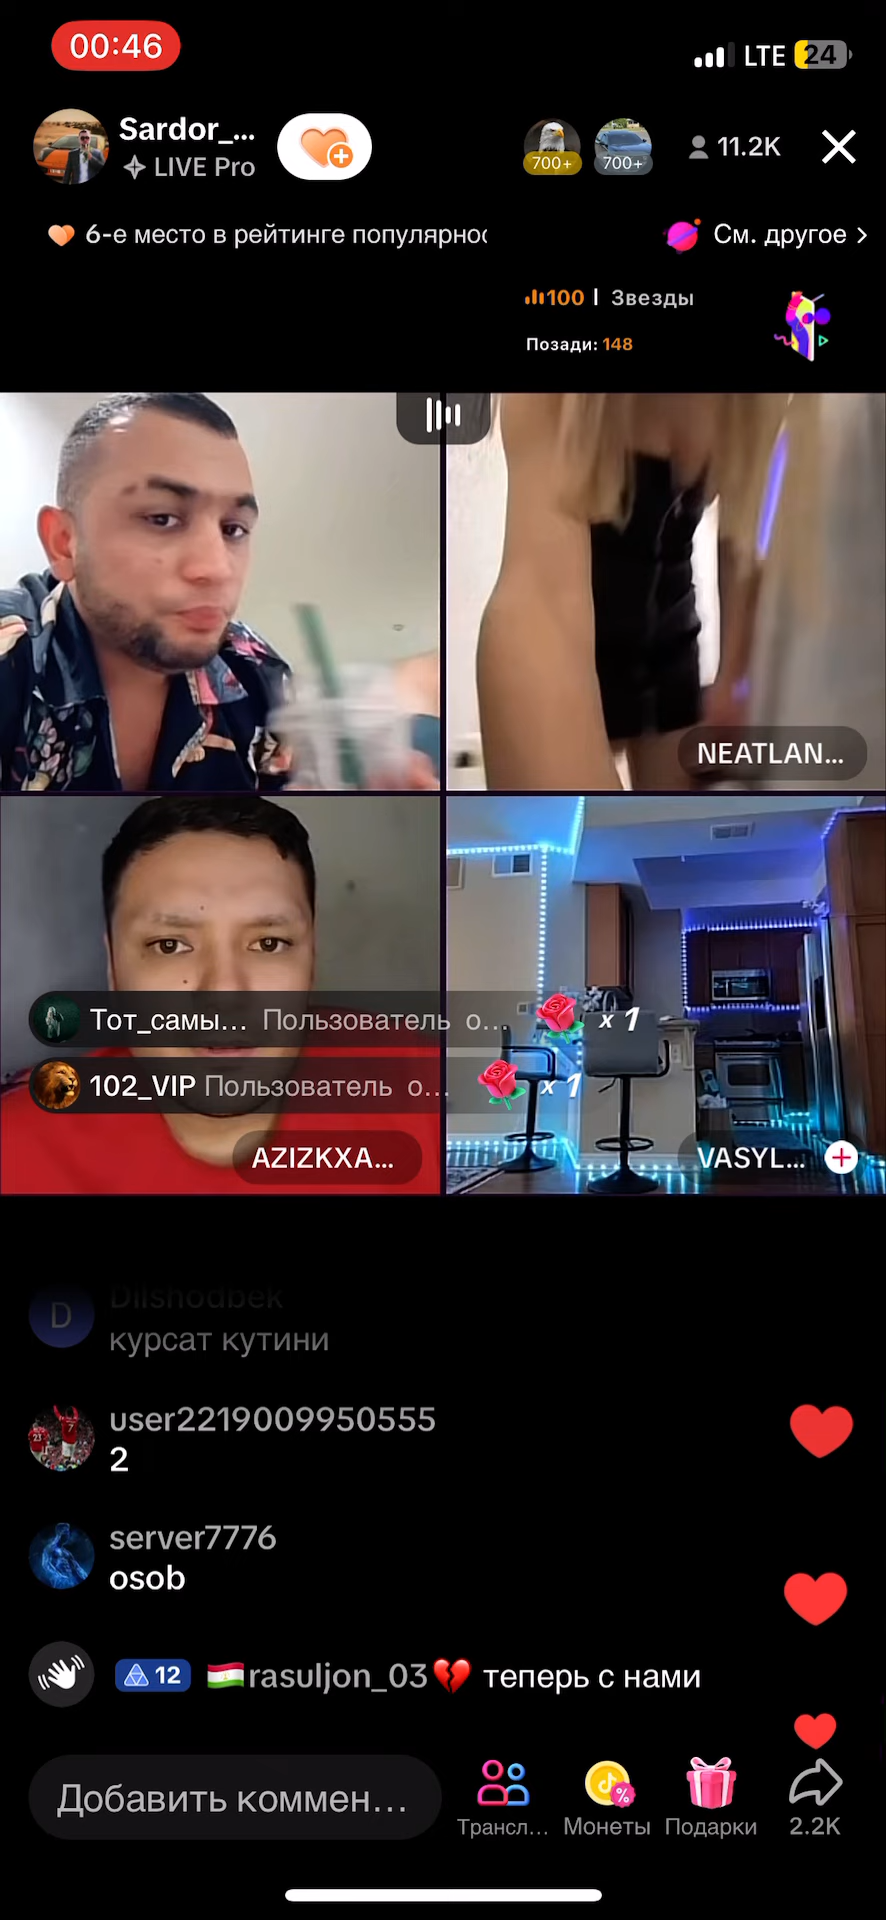 00:46
LTE 24
Sardor_...
LIVE Pro
700+
700+
11.2K
6-е место в рейтинге популярнос
См. другое >
100 | Звезды
Позади: 148
NEATLAN...
Тот_самы... Пользователь о... x 1
102_VIP Пользователь о... x 1
AZIZKXA...
VASYL...
Dilshodbek
D
курсат кутини
user2219009950555
2
server7776
osob
12 rasuljon_03 теперь с нами
Добавить коммен...
Трансл...
Монеты
Подарки
2.2K